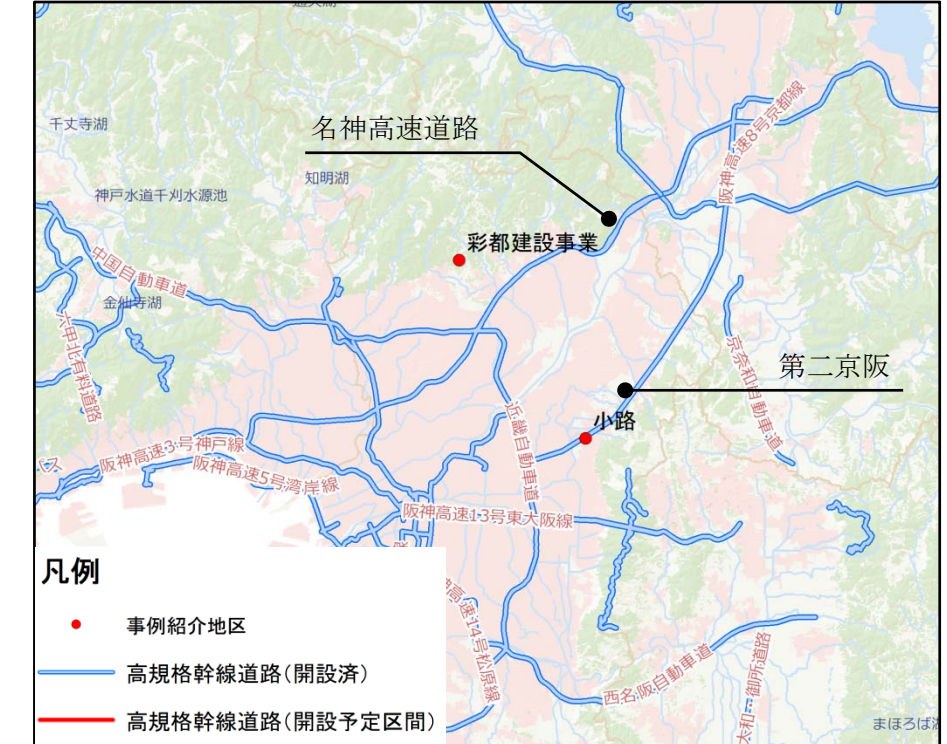 千丈寺湖
名神高速道路
知明湖
神戸水道千刈水源池
阪神高速8号京都線
彩都建設事業
中国自動車道
金仙寺湖
六甲北有料道路
京奈和自動車道
第二京阪
小路
近畿自動車道
阪神高速3号神戸線
阪神高速5号湾岸線
阪神高速13号東大阪線
高速14号松原線
西名阪自動車道
大和
御所道路
まほろば
凡例
事例紹介地区
高規格幹線道路(開設済)
高規格幹線道路(開設予定区間)